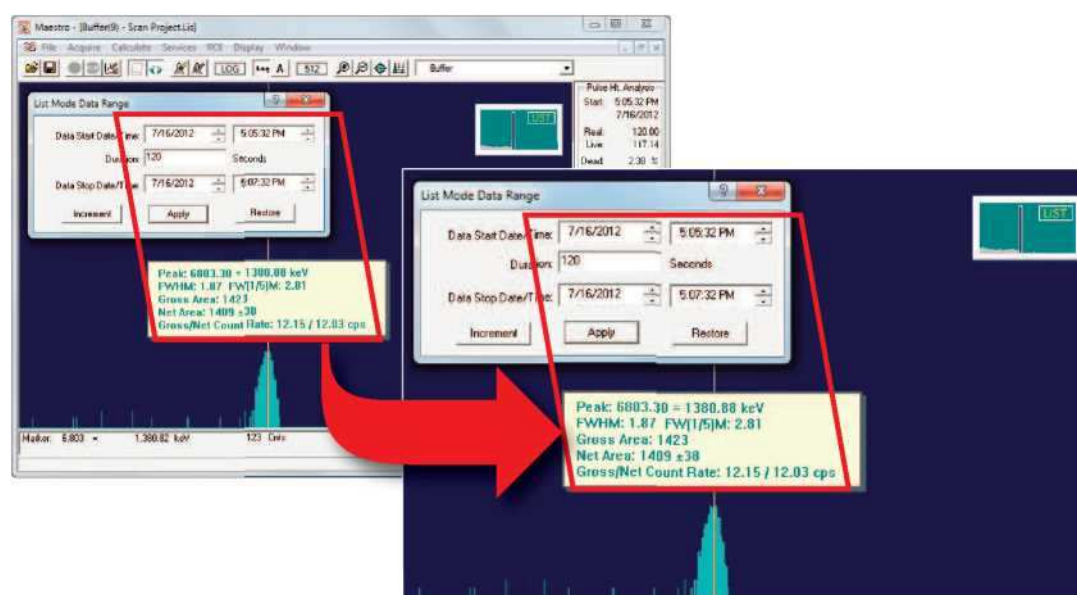 Maestro - [Buffer(9) - Scan Project.Lis]
File Acquire Calculate Services ROI Display Window
LOG A 512 Buffer
Pulse Ht. Analysis
Start: 5:05:32 PM
7/16/2012
Real: 120.00
Live: 117.14
Dead: 2.38 %
LIST
List Mode Data Range
Data Start Date/Time: 7/16/2012 5:05:32 PM
Duration: 120 Seconds
Data Stop Date/Time: 7/16/2012 5:07:32 PM
Increment Apply Restore
Peak: 6803.30 = 1380.88 keV
FWHM: 1.87 FW(1/5)M: 2.81
Gross Area: 1423
Net Area: 1409 ±38
Gross/Net Count Rate: 12.15 / 12.03 cps
Marker: 6,803 = 1,380.82 keV 123 Cnts
List Mode Data Range
LIST
Data Start Date/Time: 7/16/2012 5:05:32 PM
Duration: 120 Seconds
Data Stop Date/Time: 7/16/2012 5:07:32 PM
Increment Apply Restore
Peak: 6803.30 = 1380.88 keV
FWHM: 1.87 FW(1/5)M: 2.81
Gross Area: 1423
Net Area: 1409 ±38
Gross/Net Count Rate: 12.15 / 12.03 cps